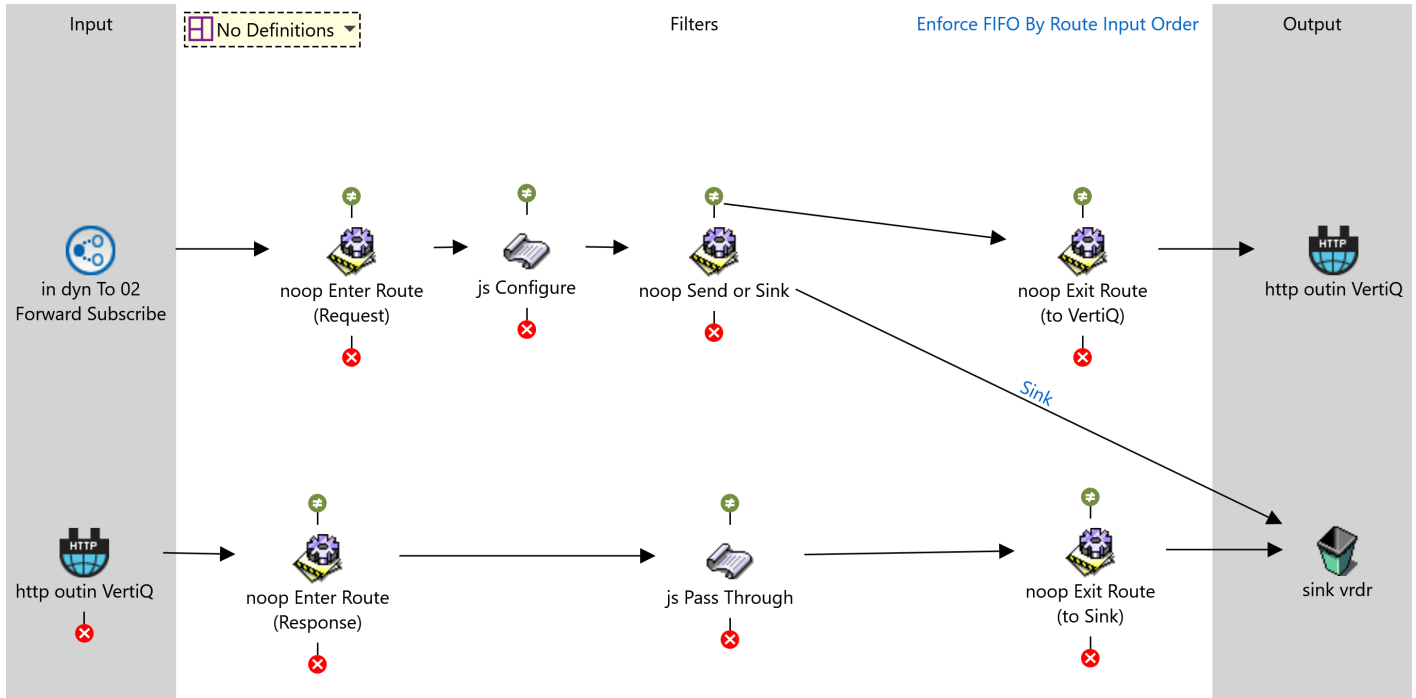 Input
No Definitions
Filters
Enforce FIFO By Route Input Order
Output
in dyn To 02
Forward Subscribe
noop Enter Route
(Request)
js Configure
noop Send or Sink
noop Exit Route
(to VertiQ)
HTTP
http outin VertiQ
Sink
HTTP
http outin VertiQ
noop Enter Route
(Response)
js Pass Through
noop Exit Route
(to Sink)
sink vrdr